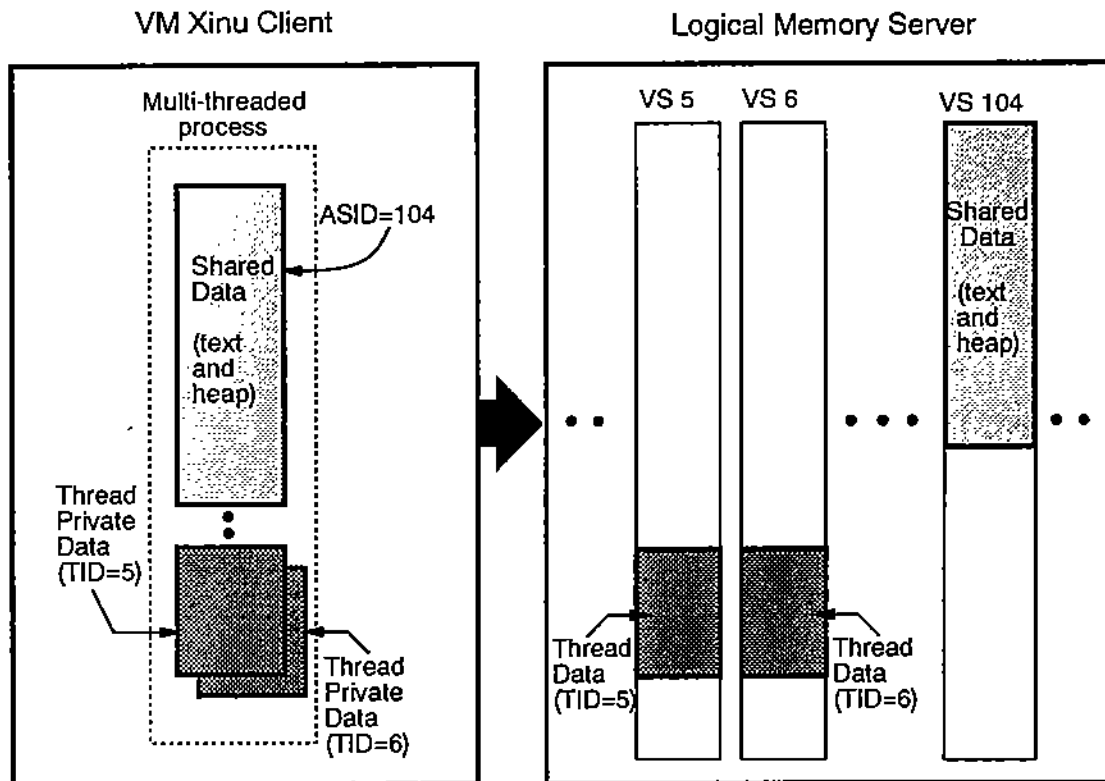 VM Xinu Client
Multi-threaded
process
ASID=104
Shared
Data
(text
and
heap)
Thread
Private
Data
(TID=5)
Thread
Private
Data
(TID=6)
Logical Memory Server
VS 5
VS 6
VS 104
Shared
Data
(text
and
heap)
Thread
Data
(TID=5)
Thread
Data
(TID=6)